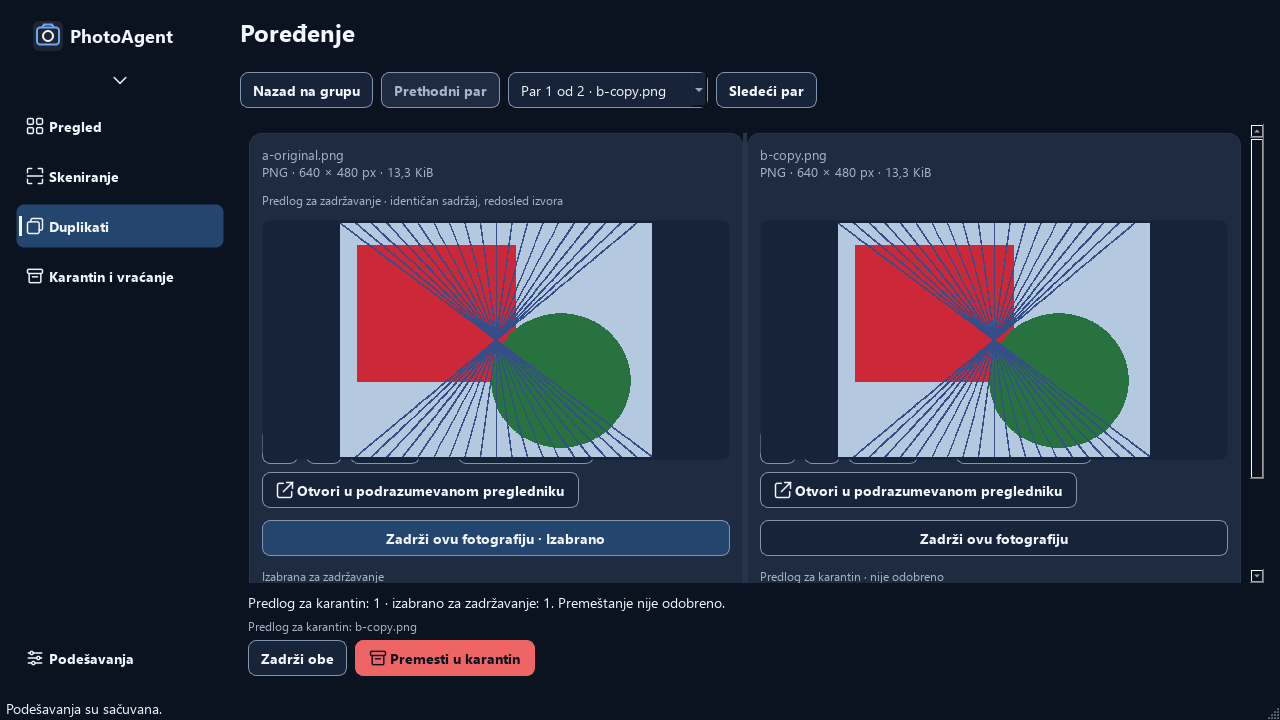 PhotoAgent
Pregled
Skeniranje
Duplikati
Karantin i vraćanje
Podešavanja
Podešavanja su sačuvana.
Poređenje
Nazad na grupu
Prethodni par
Par 1 od 2 · b-copy.png
Sledeći par
a-original.png
PNG · 640 × 480 px · 13,3 KiB
Predlog za zadržavanje · identičan sadržaj, redosled izvora
Otvori u podrazumevanom pregledniku
Zadrži ovu fotografiju · Izabrano
Izabrana za zadržavanje
b-copy.png
PNG · 640 × 480 px · 13,3 KiB
Otvori u podrazumevanom pregledniku
Zadrži ovu fotografiju
Predlog za karantin · nije odobreno
Predlog za karantin: 1 · izabrano za zadržavanje: 1. Premeštanje nije odobreno.
Predlog za karantin: b-copy.png
Zadrži obe
Premesti u karantin